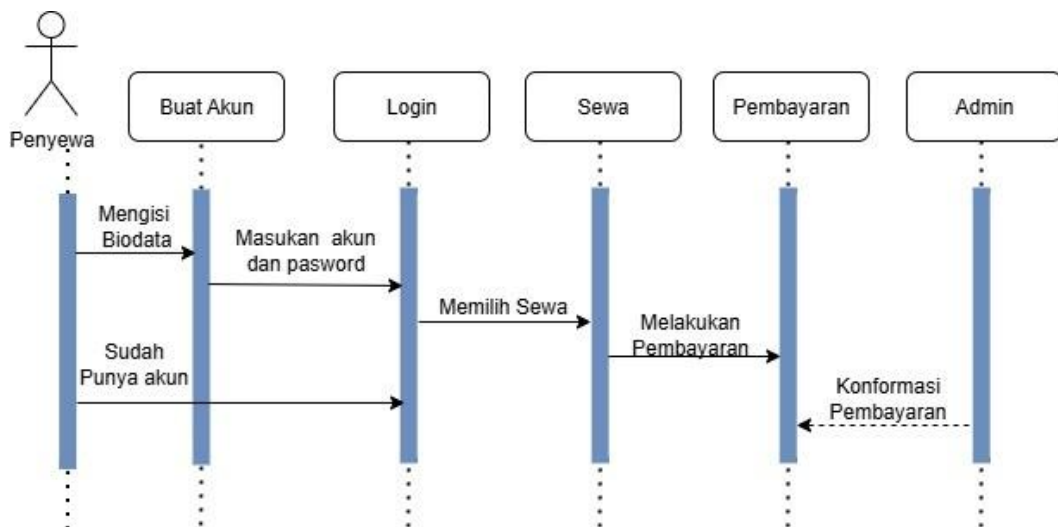 Penyewa
Buat Akun
Login
Sewa
Pembayaran
Admin
Mengisi
Biodata
Masukan akun
dan pasword
Memilih Sewa
Melakukan
Pembayaran
Sudah
Punya akun
Konformasi
Pembayaran